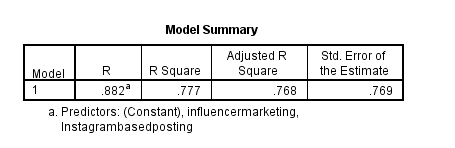 Model Summary
Model R R Square Adjusted R Square Std. Error of the Estimate
1 .882a .777 .768 .769
a. Predictors: (Constant), influencermarketing,
Instagrambasedposting